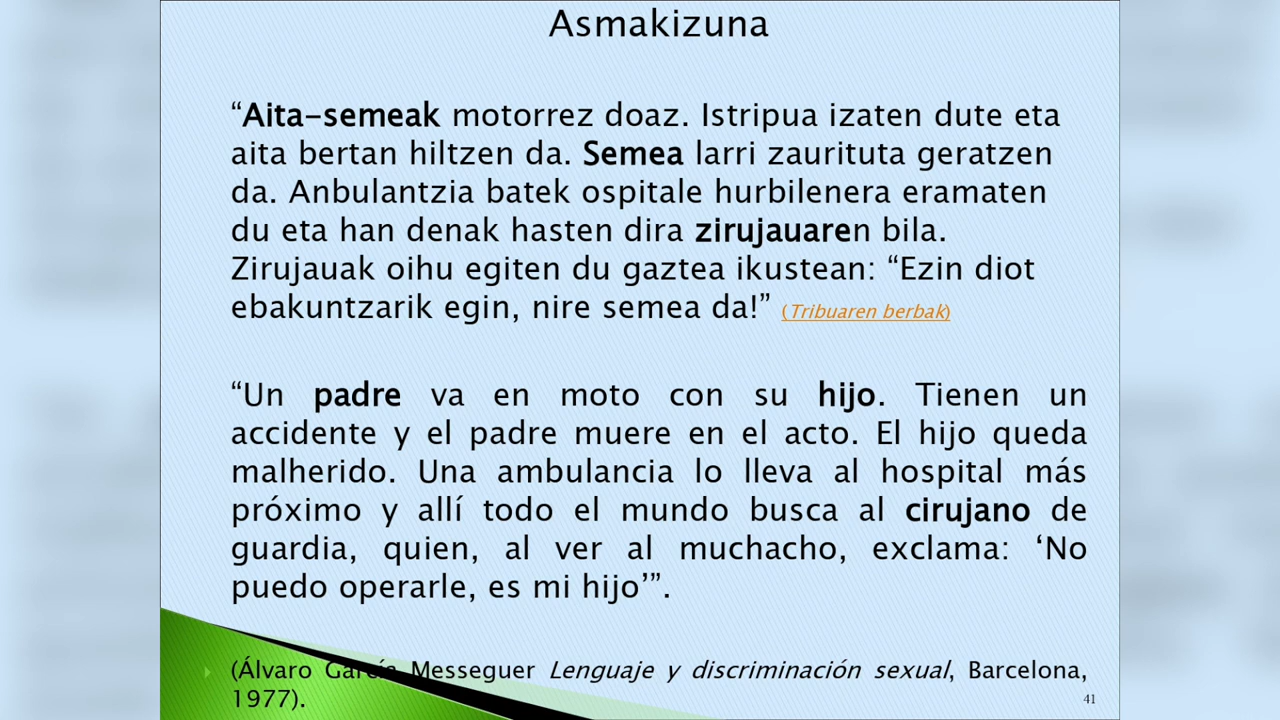 Asmakizuna
“Aita-semeak motorrez doaz. Istripua izaten dute eta
aita bertan hiltzen da. Semea larri zaurituta geratzen
da. Anbulantzia batek ospitale hurbilenera eramaten
du eta han denak hasten dira zirujauaren bila.
Zirujauak oihu egiten du gaztea ikustean: “Ezin diot
ebakuntzarik egin, nire semea da!” (Tribuaren berbak)
“Un padre va en moto con su hijo. Tienen un
accidente y el padre muere en el acto. El hijo queda
malherido. Una ambulancia lo lleva al hospital más
próximo y allí todo el mundo busca al cirujano de
guardia, quien, al ver al muchacho, exclama: ‘No
puedo operarle, es mi hijo’”.
(Álvaro García Messeguer Lenguaje y discriminación sexual, Barcelona,
1977).
41